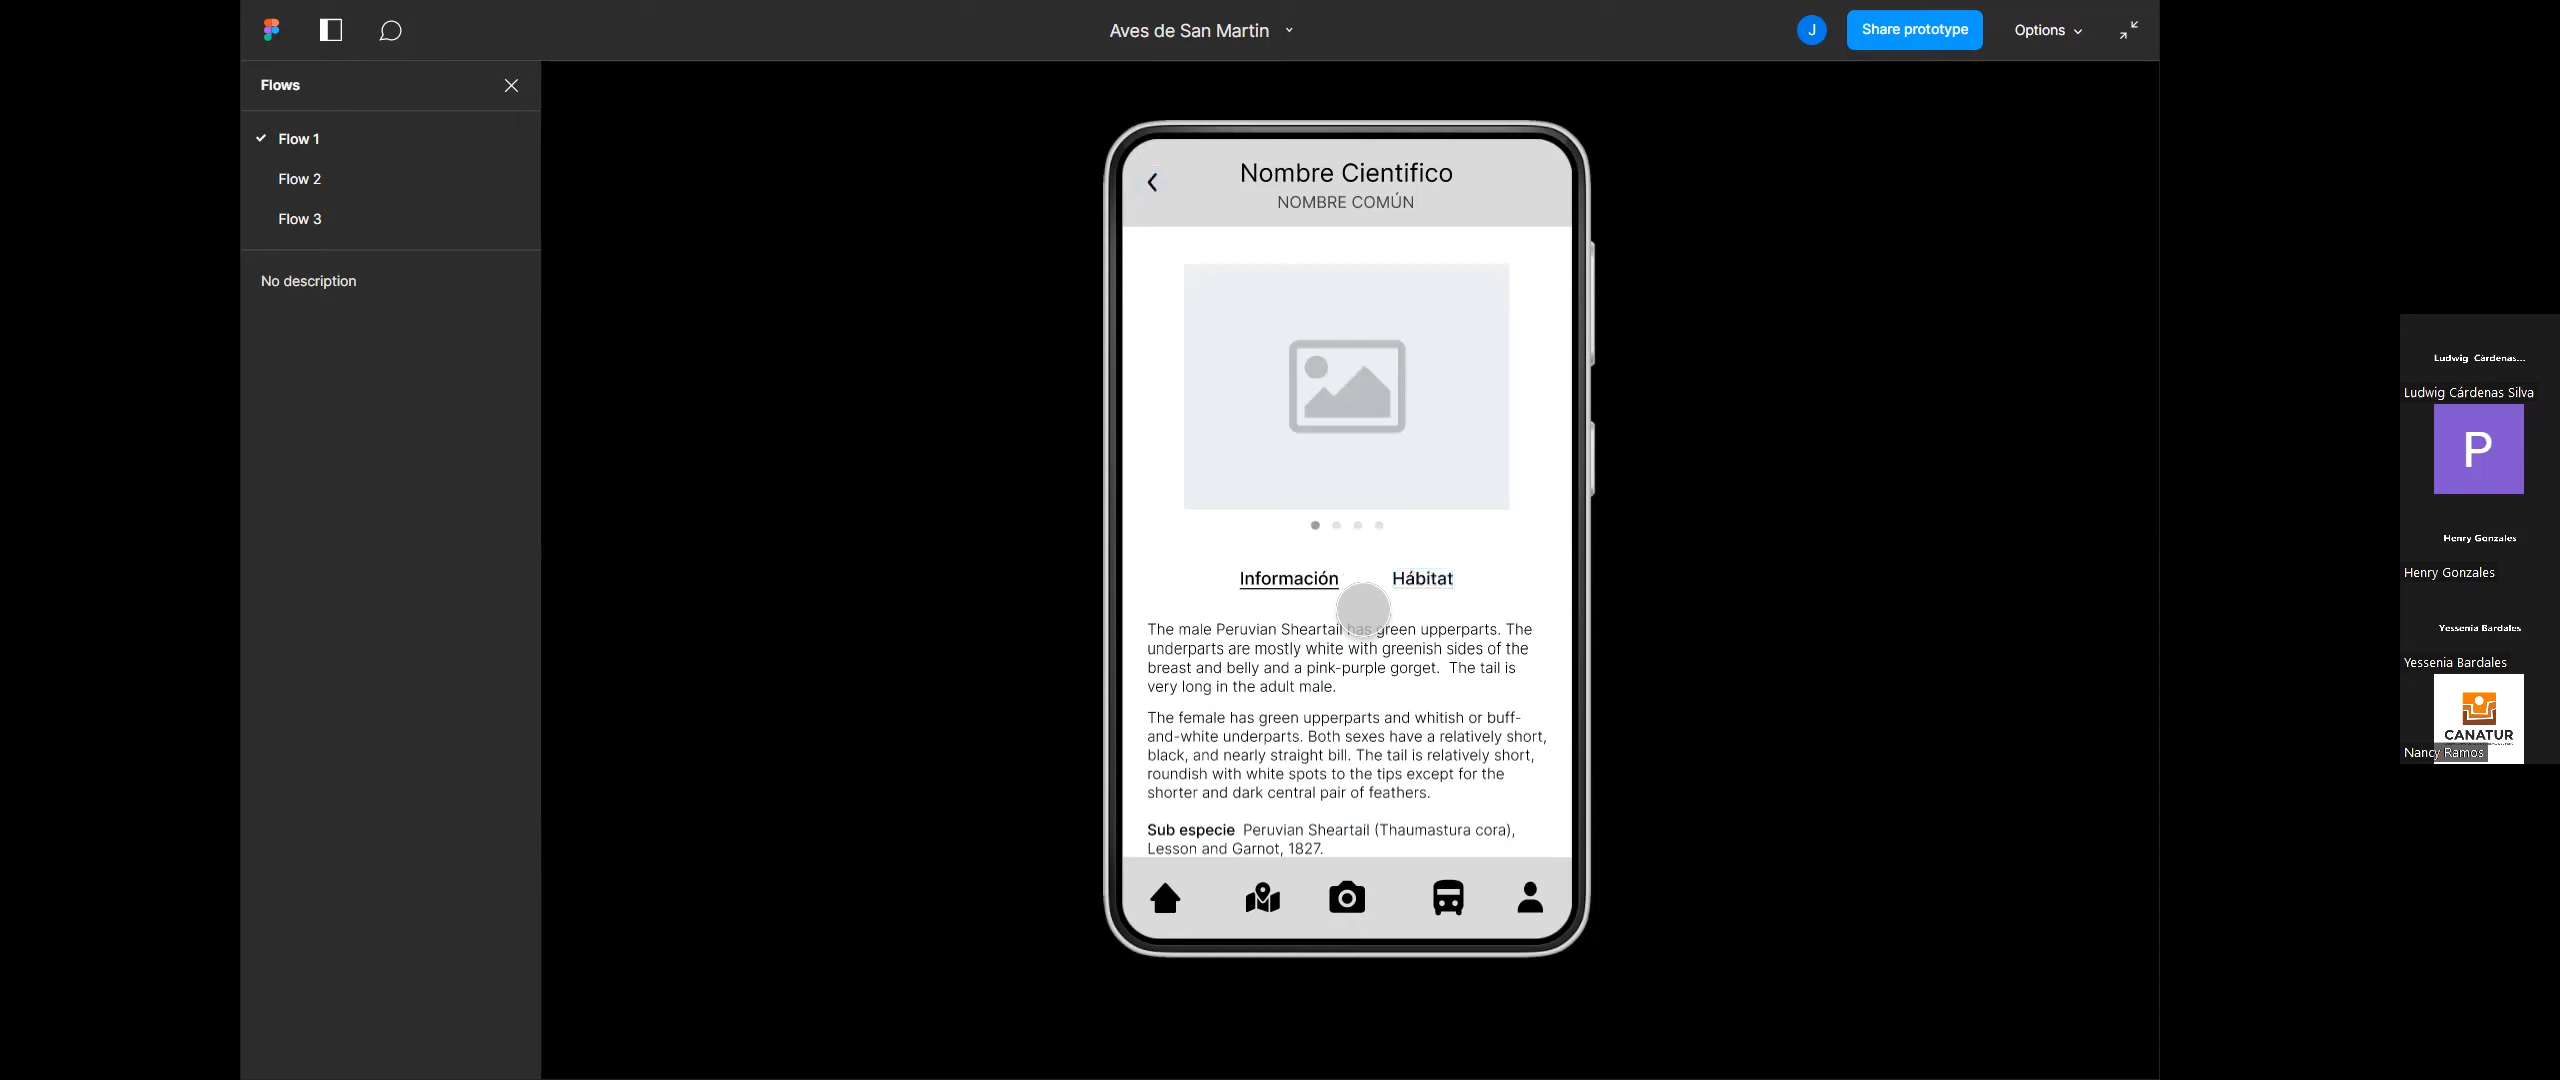 Aves de San Martin
J
Share prototype
Options
Flows
Flow 1
Flow 2
Flow 3
No description
Nombre Cientifico
NOMBRE COMÚN
Información
Hábitat
The male Peruvian Sheartail has green upperparts. The
underparts are mostly white with greenish sides of the
breast and belly and a pink-purple gorget. The tail is
very long in the adult male.
The female has green upperparts and whitish or buff-
and-white underparts. Both sexes have a relatively short,
black, and nearly straight bill. The tail is relatively short,
roundish with white spots to the tips except for the
shorter and dark central pair of feathers.
Sub especie Peruvian Sheartail (Thaumastura cora),
Lesson and Garnot, 1827.
Ludwig Cárdenas...
Ludwig Cárdenas Silva
P
Henry Gonzales
Henry Gonzales
Yessenia Bardales
Yessenia Bardales
CANATUR
Nancy Ramos